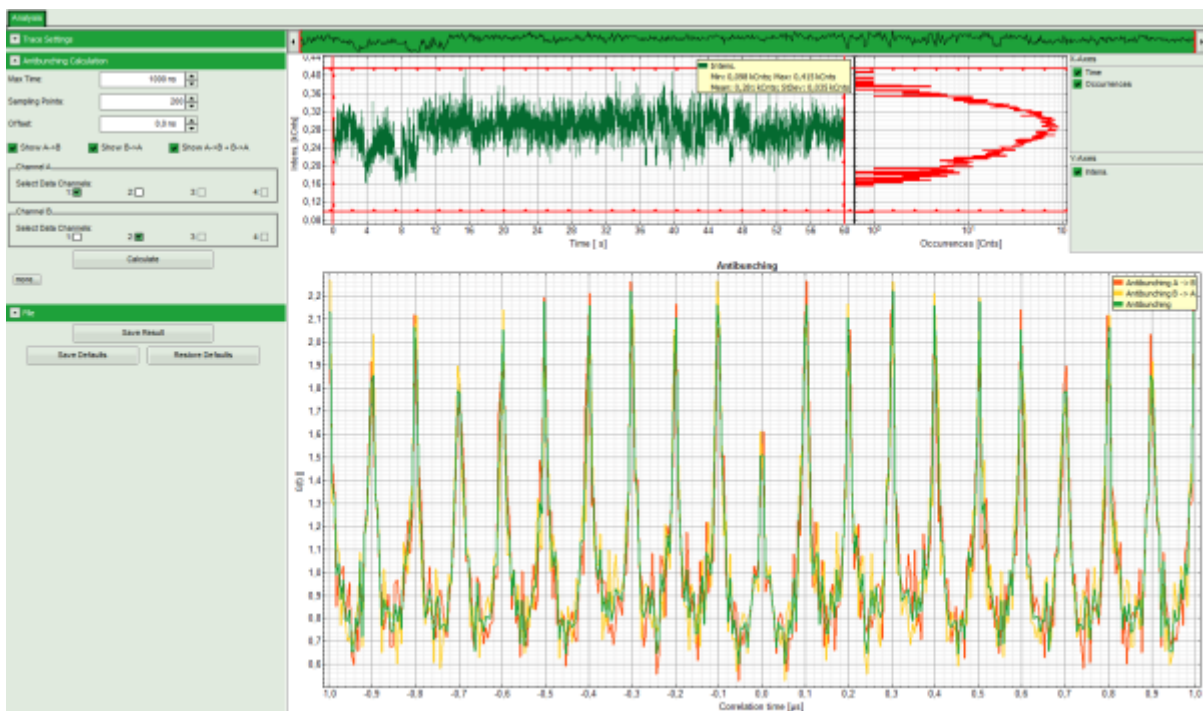 Analysis
Trace Settings
Antibunching Calculation
Max Time: 1000 ns
Sampling Points: 200
Offset: 0,0 ns
Show A->B Show B->A Show A->B + B->A
Channel A
Select Data Channels:
1: 2: 3: 4:
Channel B
Select Data Channels:
1: 2: 3: 4:
Calculate
more...
File
Save Result
Save Defaults Restore Defaults
0,44
0,40
0,36
0,32
0,28
0,24
0,20
0,16
0,12
0,08
Intens. [kCnts]
0 4 8 12 16 20 24 28 32 36 40 44 48 52 56 60
Time [ s]
Intens.
Min: 0,098 kCnts; Max: 0,415 kCnts
Mean: 0,281 kCnts; StDev: 0,035 kCnts
10⁰ 10¹ 10
Occurrences [Cnts]
X-Axes
Time
Occurrences
Y-Axes
Intens.
Antibunching
Antibunching A -> B
Antibunching B -> A
Antibunching
2,2
2,1
2,0
1,9
1,8
1,7
1,6
1,5
1,4
1,3
1,2
1,1
1,0
0,9
0,8
0,7
0,6
-1,0 -0,9 -0,8 -0,7 -0,6 -0,5 -0,4 -0,3 -0,2 -0,1 0,0 0,1 0,2 0,3 0,4 0,5 0,6 0,7 0,8 0,9 1,0
Correlation time [µs]